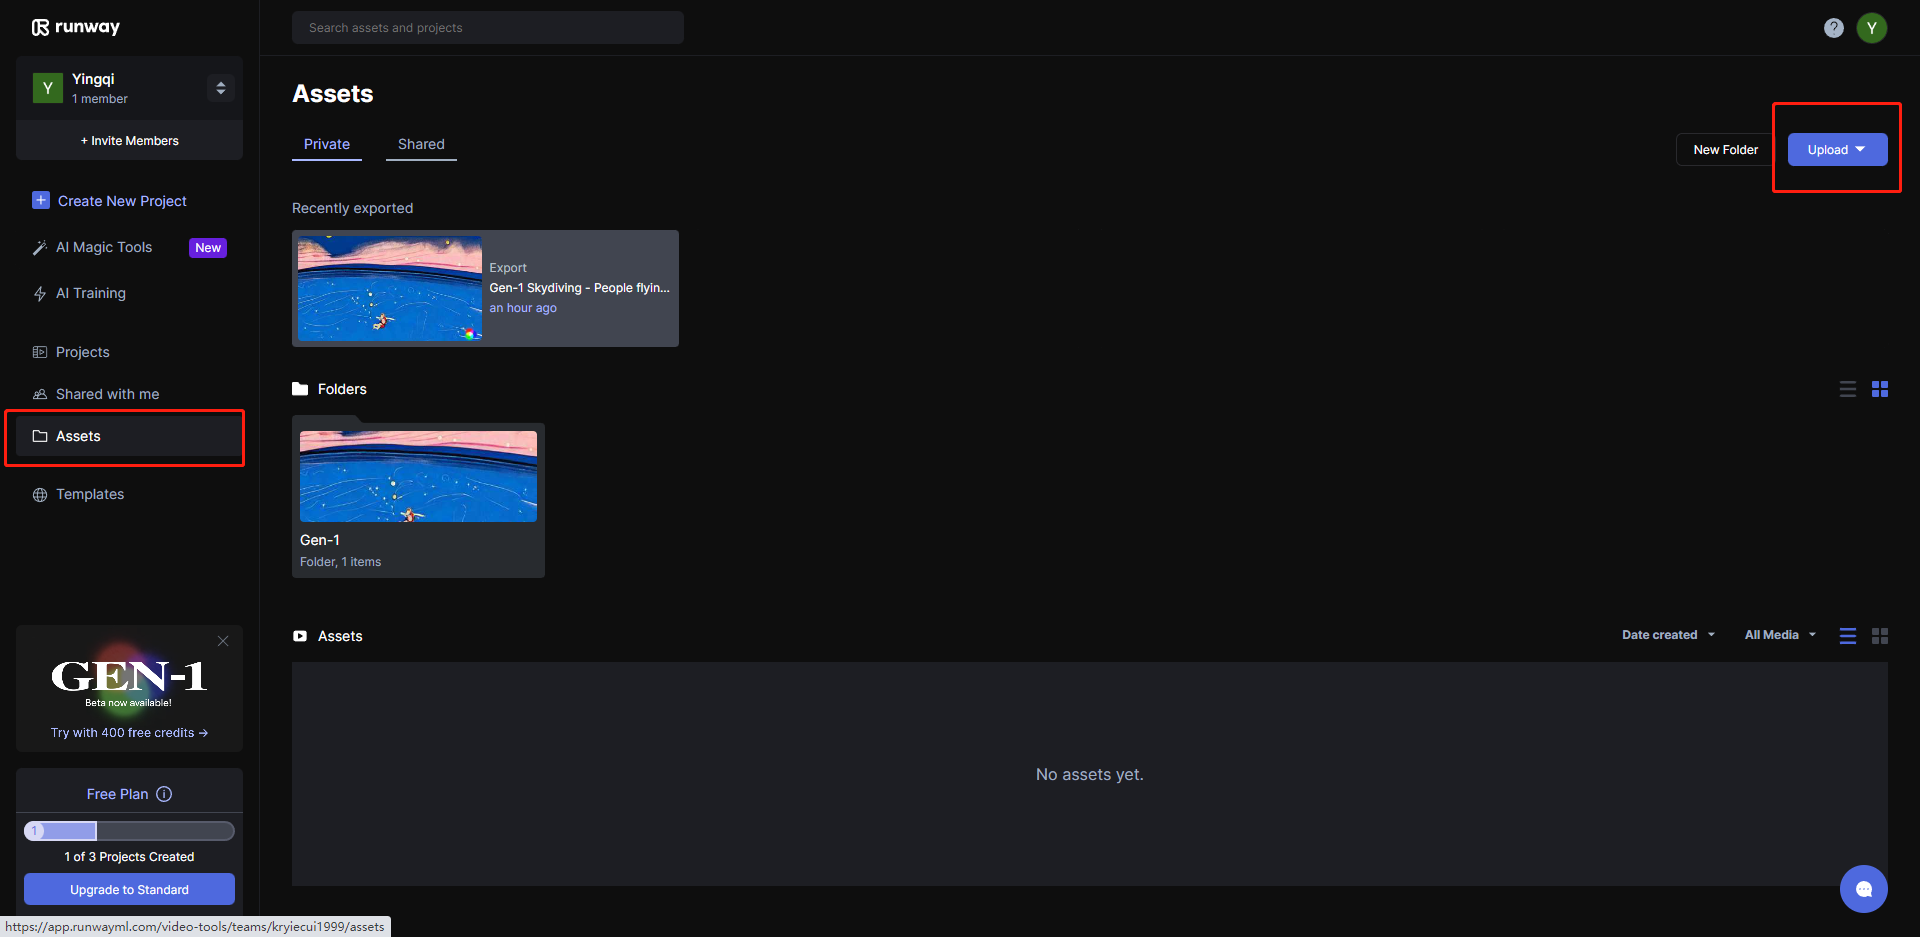 runway
Search assets and projects
?
Y
Y
Yingqi
1 member
+ Invite Members
Create New Project
AI Magic Tools
New
AI Training
Projects
Shared with me
Assets
Templates
GEN-1
Beta now available!
Try with 400 free credits →
Free Plan
1
1 of 3 Projects Created
Upgrade to Standard
Assets
Private
Shared
New Folder
Upload
Recently exported
Export
Gen-1 Skydiving - People flyin...
an hour ago
Folders
Gen-1
Folder, 1 items
Assets
Date created
All Media
No assets yet.
https://app.runwayml.com/video-tools/teams/kryiecui1999/assets